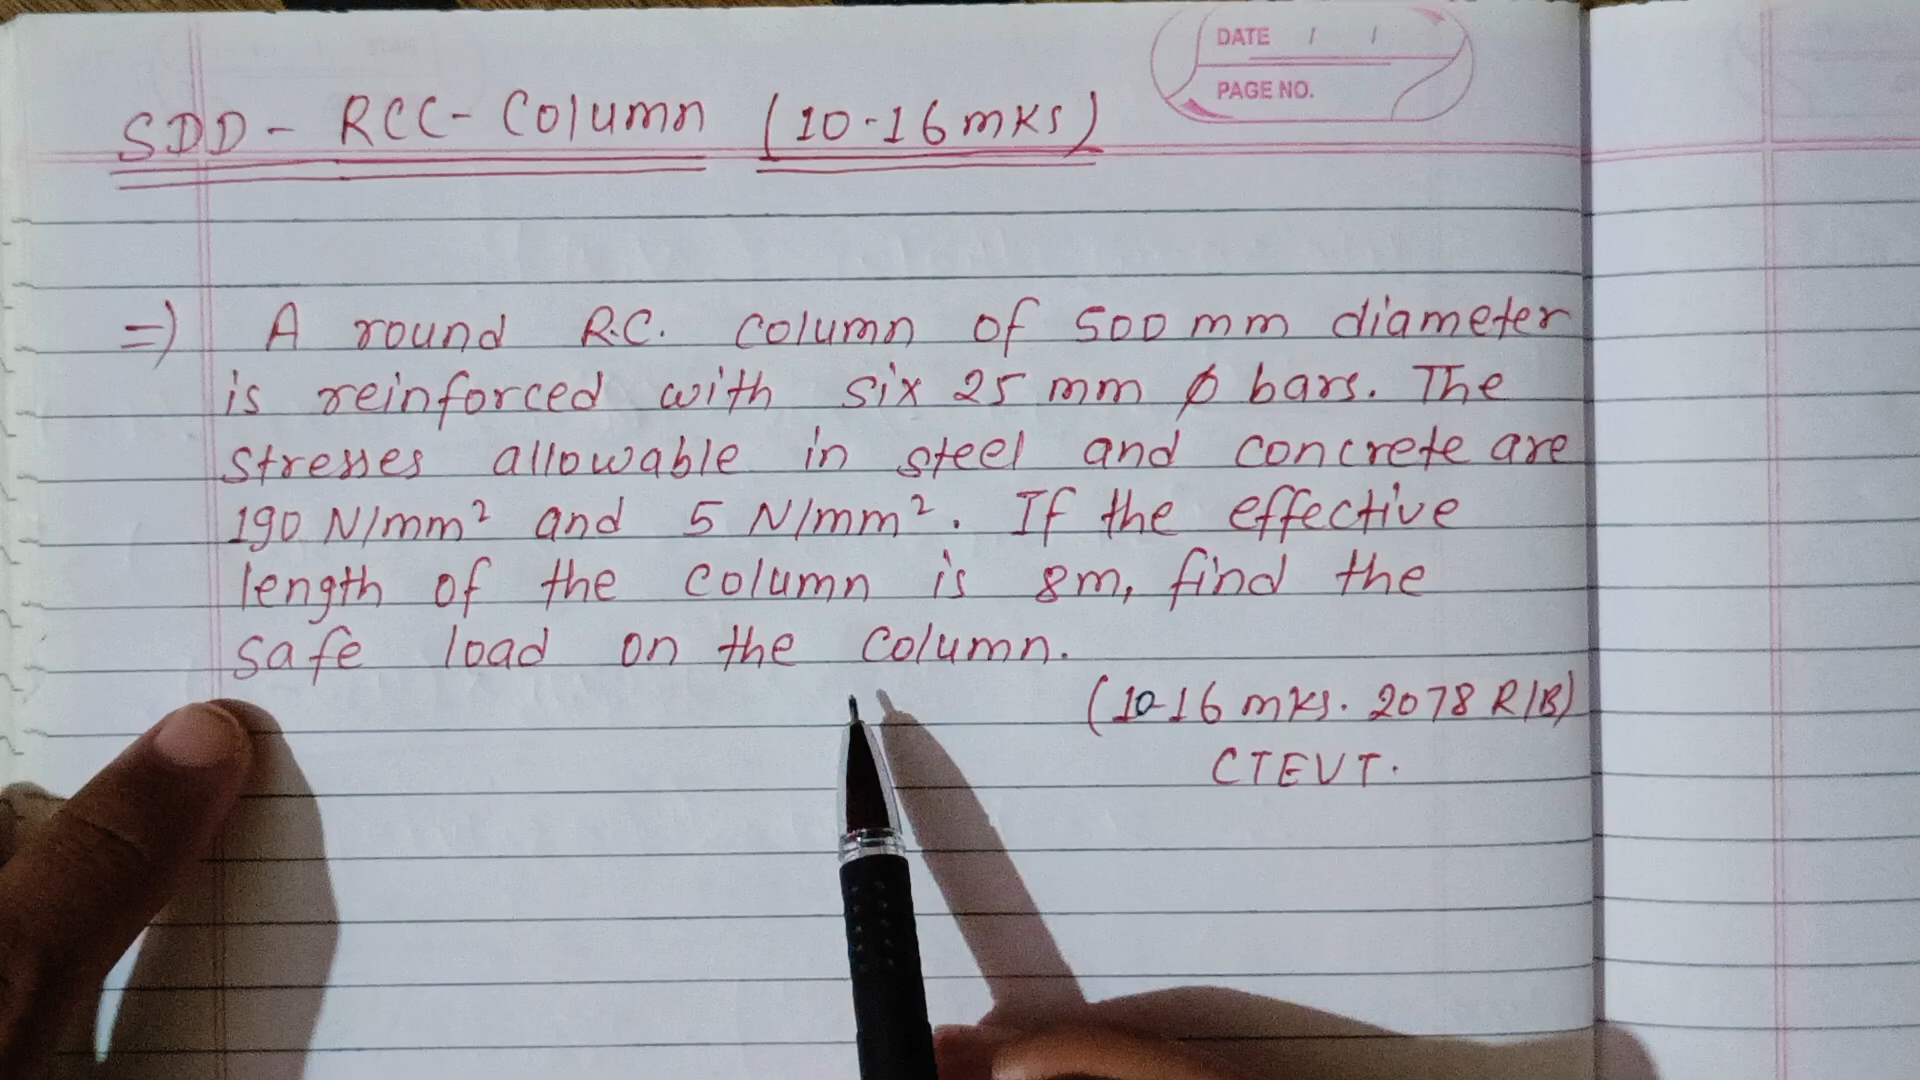 DATE / /
PAGE NO.
SDD - RCC - Column (10-16 mks)
=) A round R.C. column of 500 mm diameter
is reinforced with six 25 mm ϕ bars. The
stresses allowable in steel and concrete are
190 N/mm² and 5 N/mm². If the effective
length of the column is 8m, find the
safe load on the column.
(10-16 mks. 2078 R/B)
CTEVT.